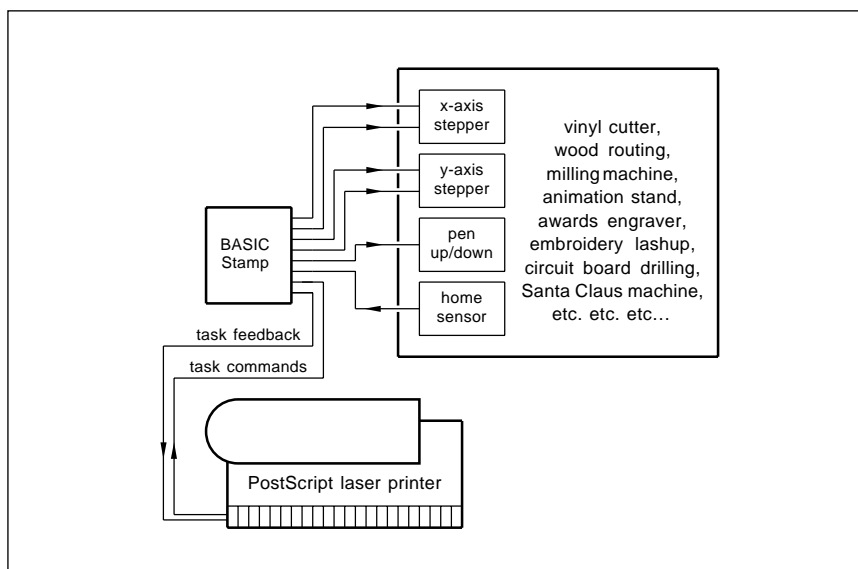 x-axis
stepper
y-axis
stepper
pen
up/down
home
sensor
vinyl cutter,
wood routing,
milling machine,
animation stand,
awards engraver,
embroidery lashup,
circuit board drilling,
Santa Claus machine,
etc. etc. etc...
BASIC
Stamp
task feedback
task commands
PostScript laser printer